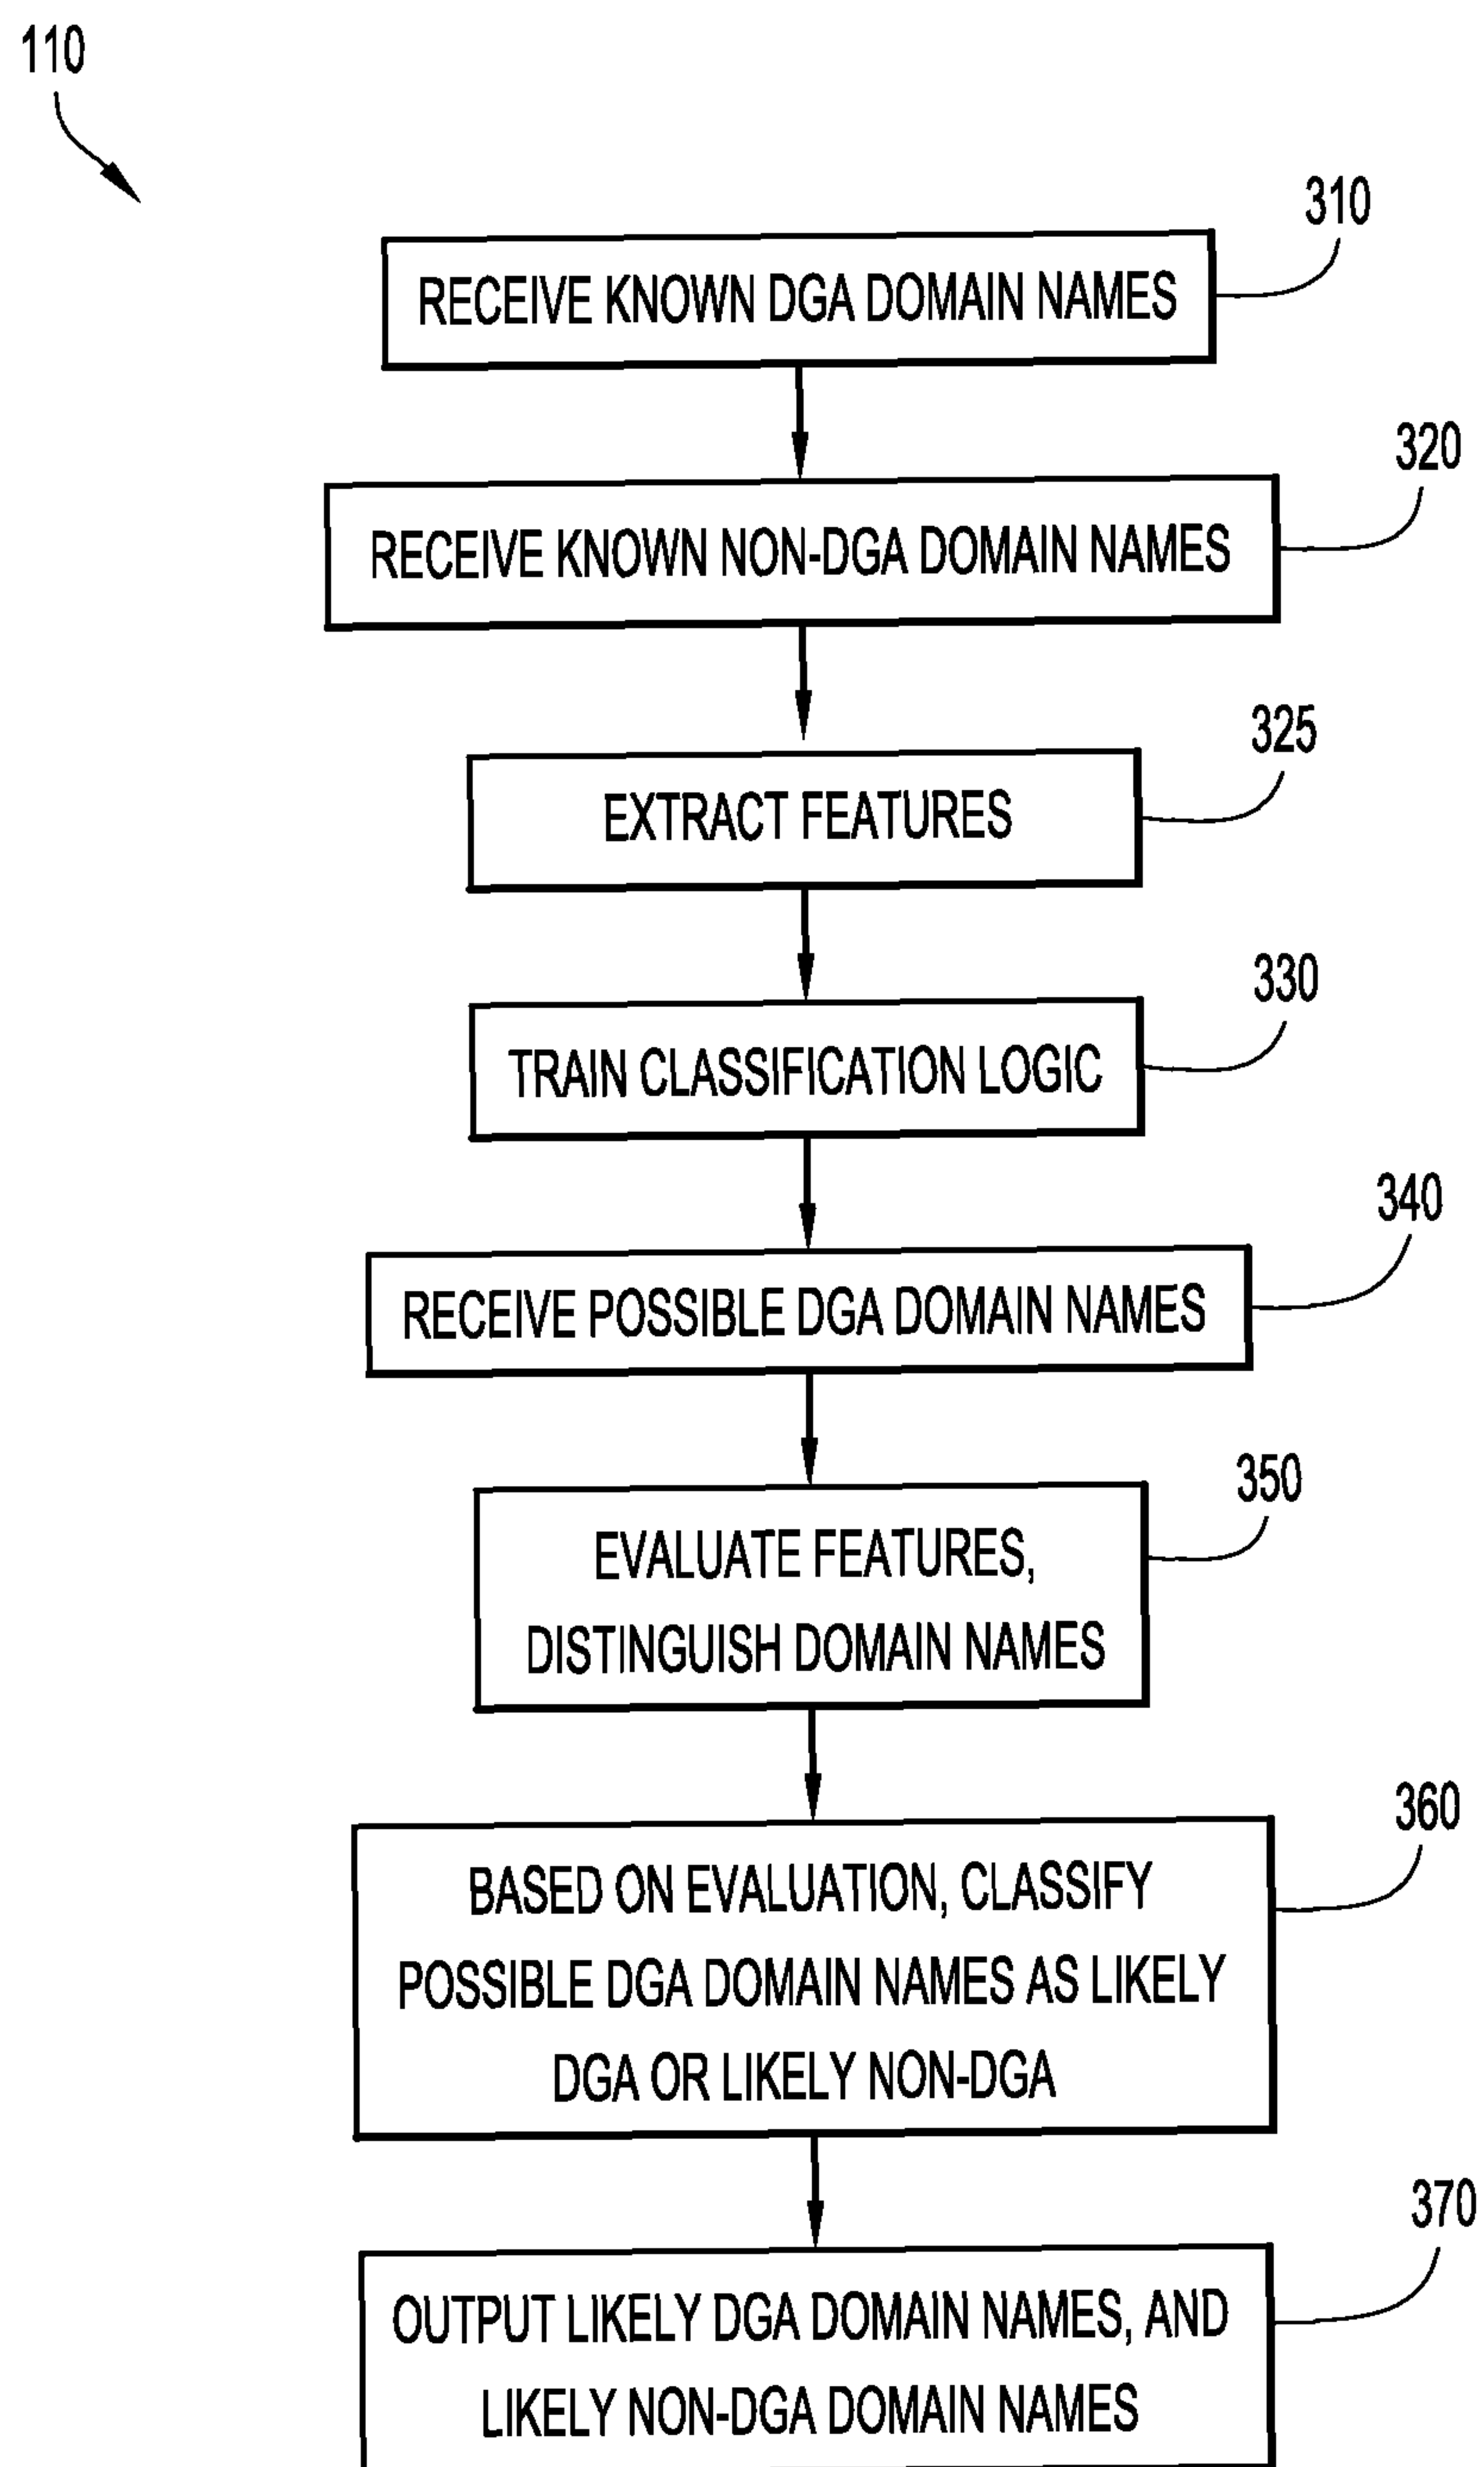 110
310
RECEIVE KNOWN DGA DOMAIN NAMES
320
RECEIVE KNOWN NON-DGA DOMAIN NAMES
325
EXTRACT FEATURES
330
TRAIN CLASSIFICATION LOGIC
340
RECEIVE POSSIBLE DGA DOMAIN NAMES
350
EVALUATE FEATURES,
DISTINGUISH DOMAIN NAMES
360
BASED ON EVALUATION, CLASSIFY
POSSIBLE DGA DOMAIN NAMES AS LIKELY
DGA OR LIKELY NON-DGA
370
OUTPUT LIKELY DGA DOMAIN NAMES, AND
LIKELY NON-DGA DOMAIN NAMES